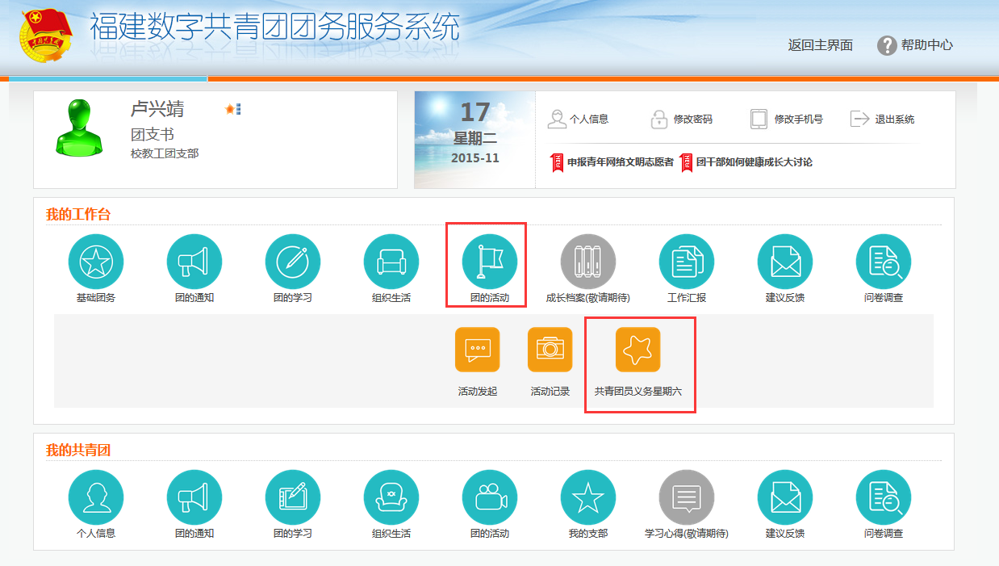 福建数字共青团团务服务系统
返回主界面
帮助中心
卢兴靖
团支书
校教工团支部
17
星期二
2015-11
个人信息
修改密码
修改手机号
退出系统
NEW 申报青年网络文明志愿者 NEW 团干部如何健康成长大讨论
我的工作台
基础团务
团的通知
团的学习
组织生活
团的活动
成长档案(敬请期待)
工作汇报
建议反馈
问卷调查
活动发起
活动记录
共青团员义务星期六
我的共青团
个人信息
团的通知
团的学习
组织生活
团的活动
我的支部
学习心得(敬请期待)
建议反馈
问卷调查